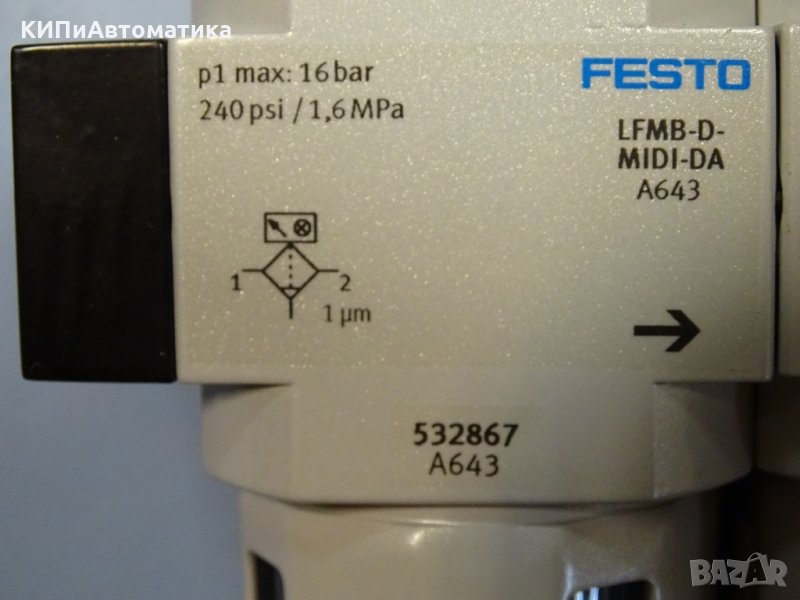 КИПиАвтоматика
p1 max: 16 bar
240 psi / 1,6 MPa
FESTO
LFMB-D-
MIDI-DA
A643
1
2
1 µm
532867
A643
BAZAR